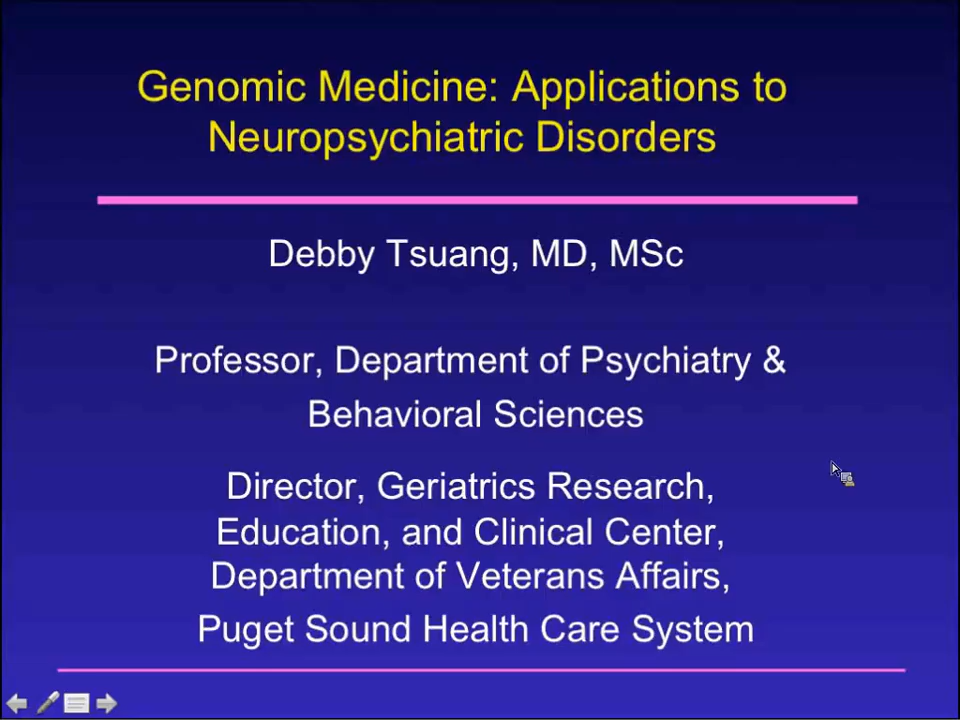 Genomic Medicine: Applications to
Neuropsychiatric Disorders
Debby Tsuang, MD, MSc
Professor, Department of Psychiatry &
Behavioral Sciences
Director, Geriatrics Research,
Education, and Clinical Center,
Department of Veterans Affairs,
Puget Sound Health Care System